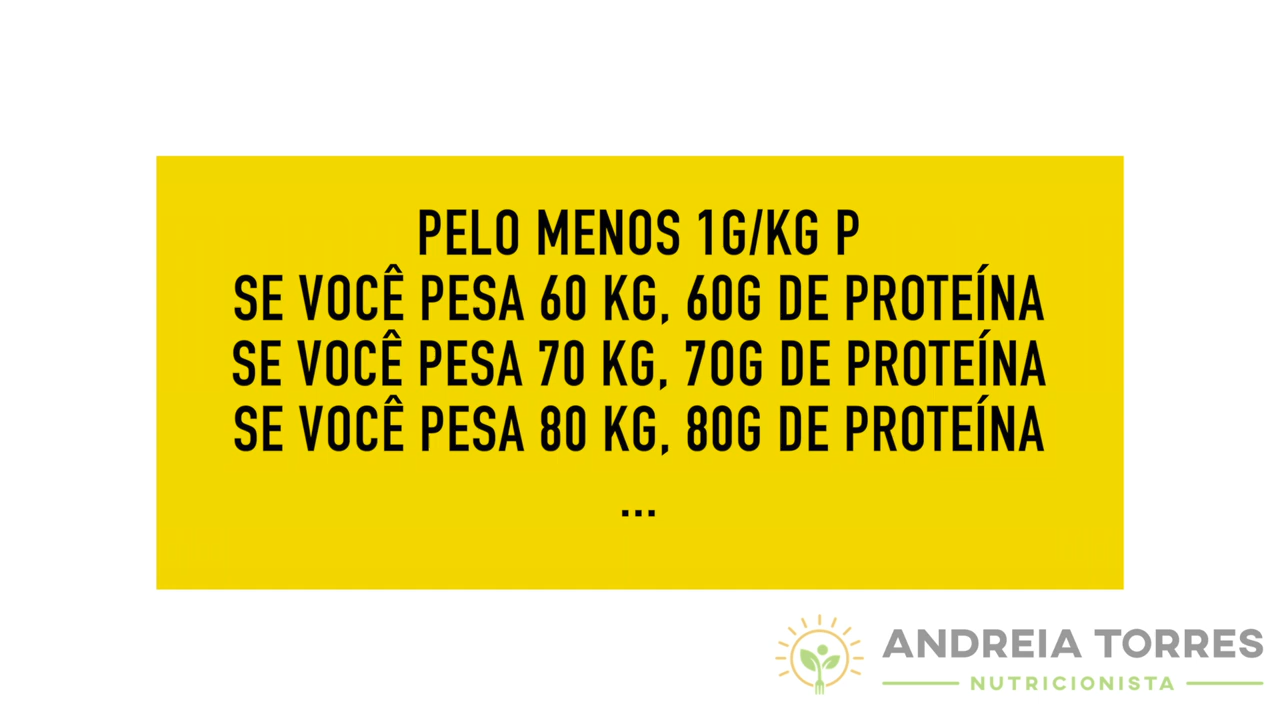 PELO MENOS 1G/KG P
SE VOCÊ PESA 60 KG, 60G DE PROTEÍNA
SE VOCÊ PESA 70 KG, 70G DE PROTEÍNA
SE VOCÊ PESA 80 KG, 80G DE PROTEÍNA
...
ANDREIA TORRES
NUTRICIONISTA